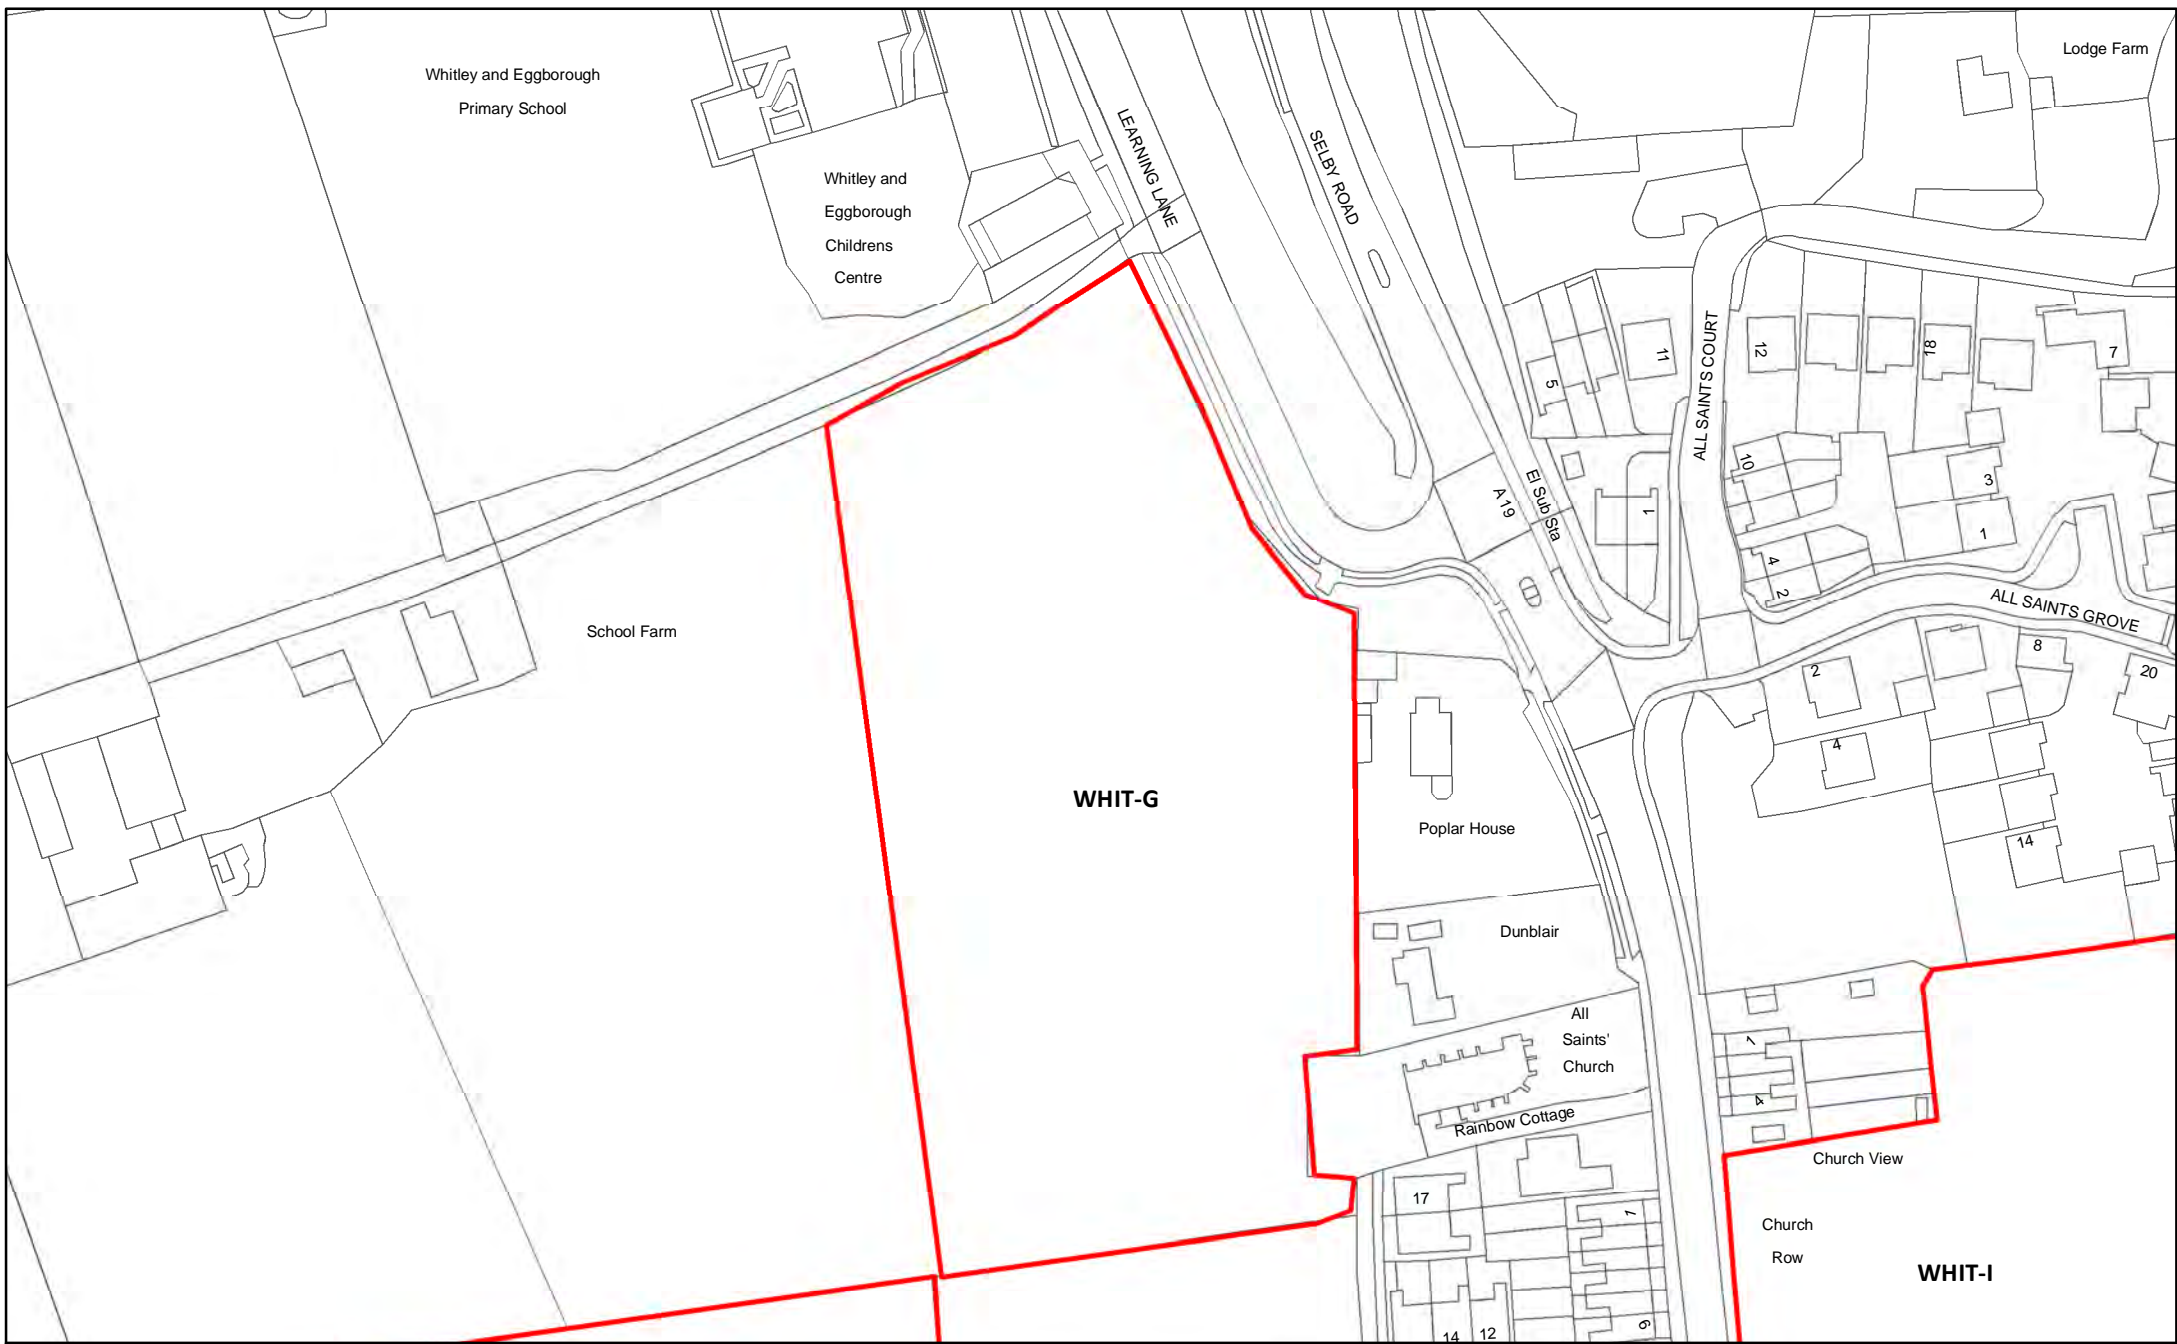 Lodge Farm
Whitley and Eggborough
Primary School
LEARNING LANE
SELBY ROAD
Whitley and
Eggborough
Childrens
Centre
ALL SAINTS COURT
11
12
18
7
5
10
3
A 19
El Sub Sta
1
1
4
2
ALL SAINTS GROVE
School Farm
2
8
20
4
WHIT-G
Poplar House
14
Dunblair
All
Saints'
Church
1
4
Rainbow Cottage
Church View
17
1
Church
Row
WHIT-I
14
12
6